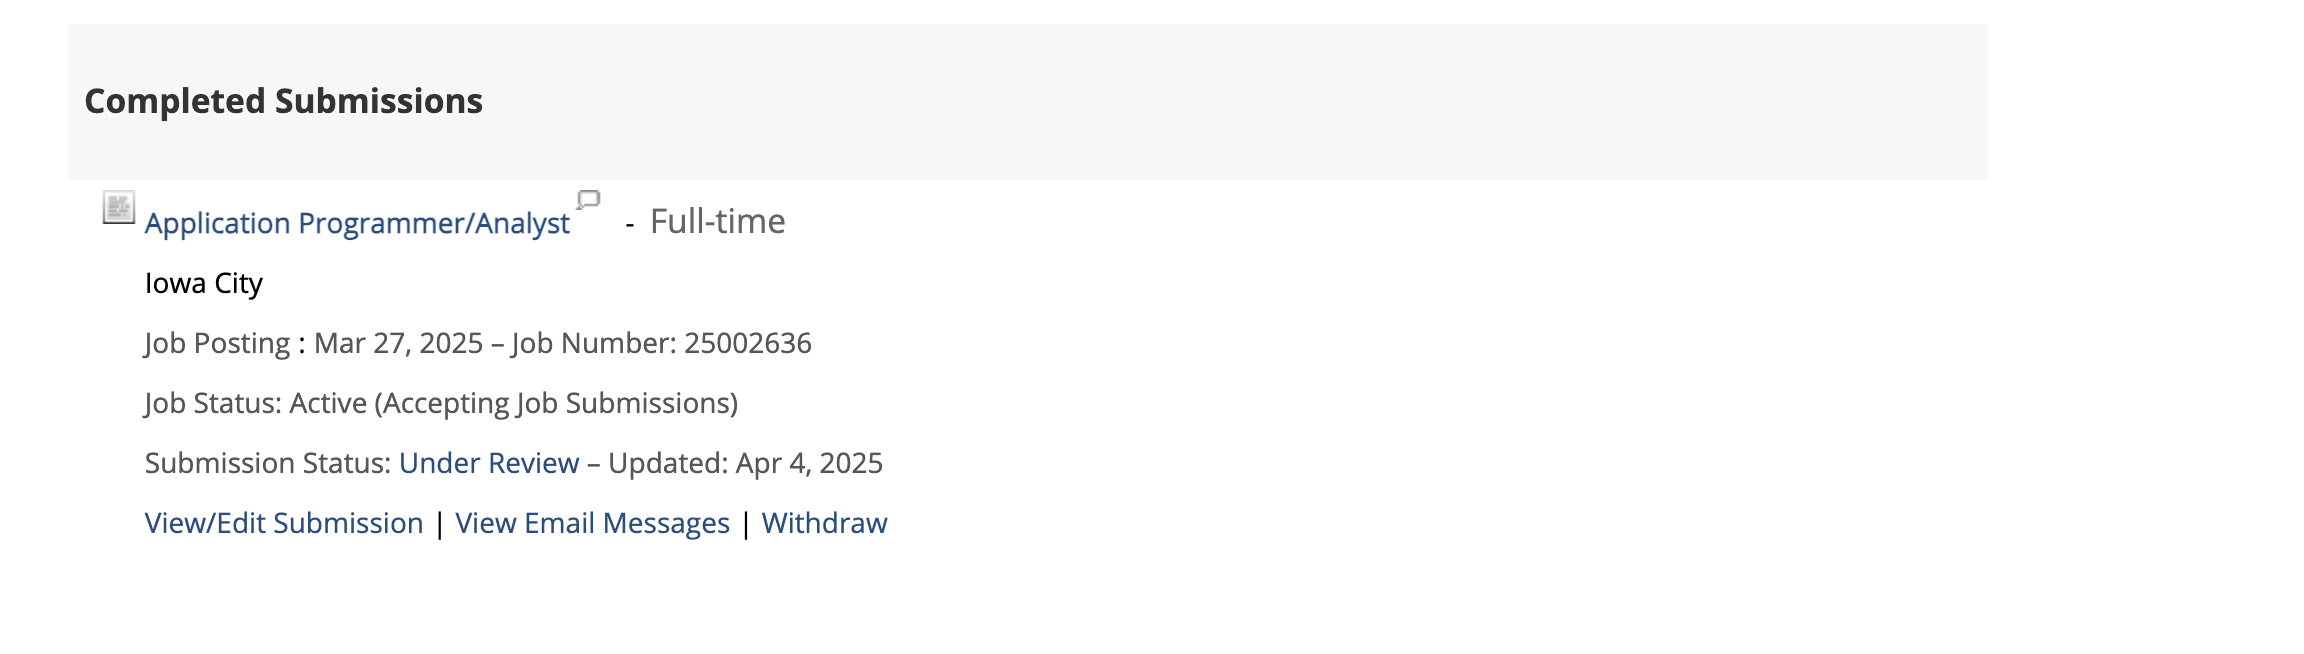 Completed Submissions
Application Programmer/Analyst - Full-time
Iowa City
Job Posting : Mar 27, 2025 – Job Number: 25002636
Job Status: Active (Accepting Job Submissions)
Submission Status: Under Review – Updated: Apr 4, 2025
View/Edit Submission | View Email Messages | Withdraw